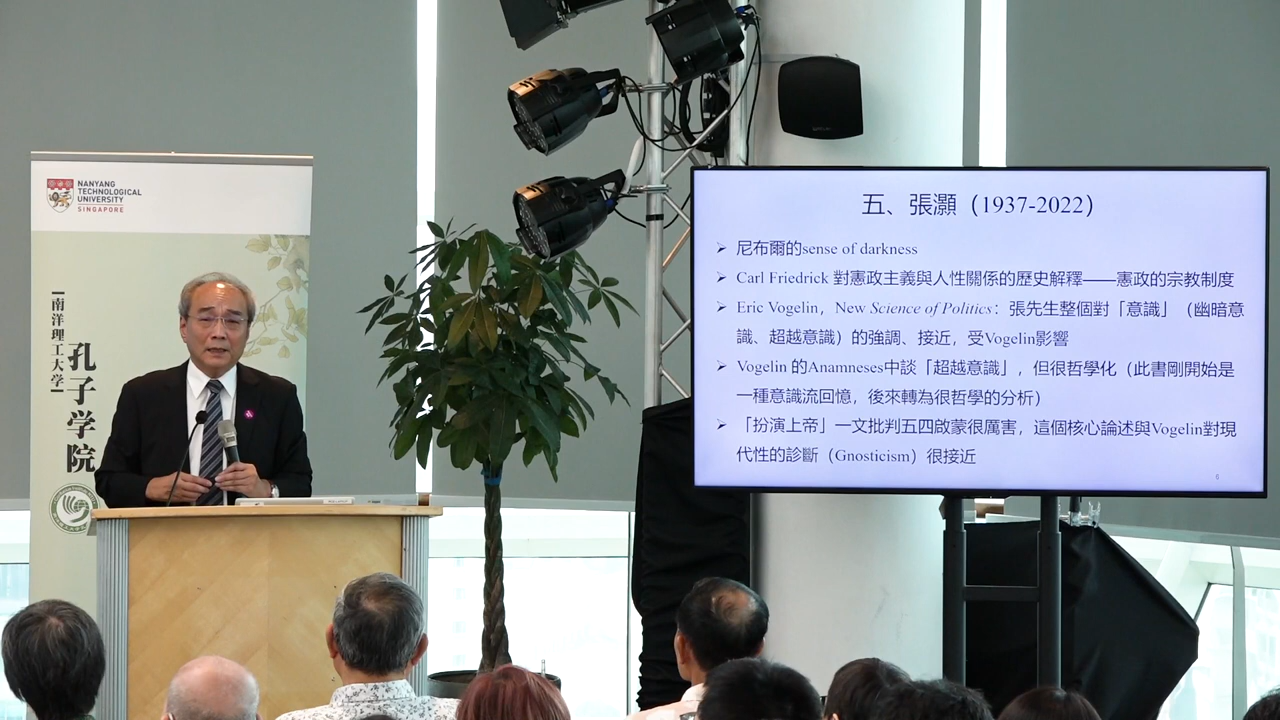 NANYANG
TECHNOLOGICAL
UNIVERSITY
SINGAPORE
【南洋理工大学】
孔子学院
五、張灝（1937-2022）
➢ 尼布爾的sense of darkness
➢ Carl Friedrick 對憲政主義與人性關係的歷史解釋——憲政的宗教制度
➢ Eric Vogelin，New Science of Politics：張先生整個對「意識」（幽暗意
識、超越意識）的強調、接近，受Vogelin影響
➢ Vogelin 的Anamneses中談「超越意識」，但很哲學化（此書剛開始是
一種意識流回憶，後來轉為很哲學的分析）
➢ 「扮演上帝」一文批判五四啟蒙很厲害，這個核心論述與Vogelin對現
代性的診斷（Gnosticism）很接近